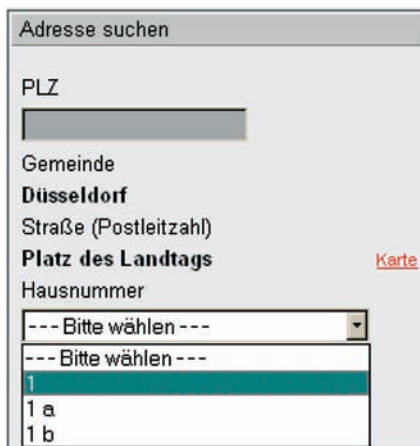 Adresse suchen
PLZ
Gemeinde
Düsseldorf
Straße (Postleitzahl)
Platz des Landtags Karte
Hausnummer
--- Bitte wählen ---
--- Bitte wählen ---
1
1 a
1 b